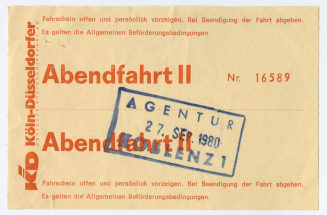 Fahrschein offen und persönlich vorzeigen. Bei Beendigung der Fahrt abgeben.
Es gelten die Allgemeinen Beförderungsbedingungen.
KD Köln-Düsseldorfer
Abendfahrt II
Nr. 16589
Abendfahrt II
AGENTUR
27. SEP 1980
KOBLENZ 1
Fahrschein offen und persönlich vorzeigen. Bei Beendigung der Fahrt abgeben.
Es gelten die Allgemeinen Beförderungsbedingungen.